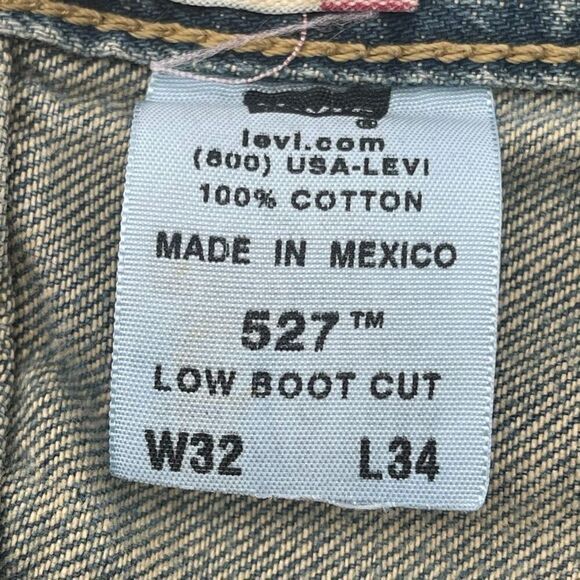 ®
levi.com
(800) USA-LEVI
100% COTTON
MADE IN MEXICO
527™
LOW BOOT CUT
W32 L34